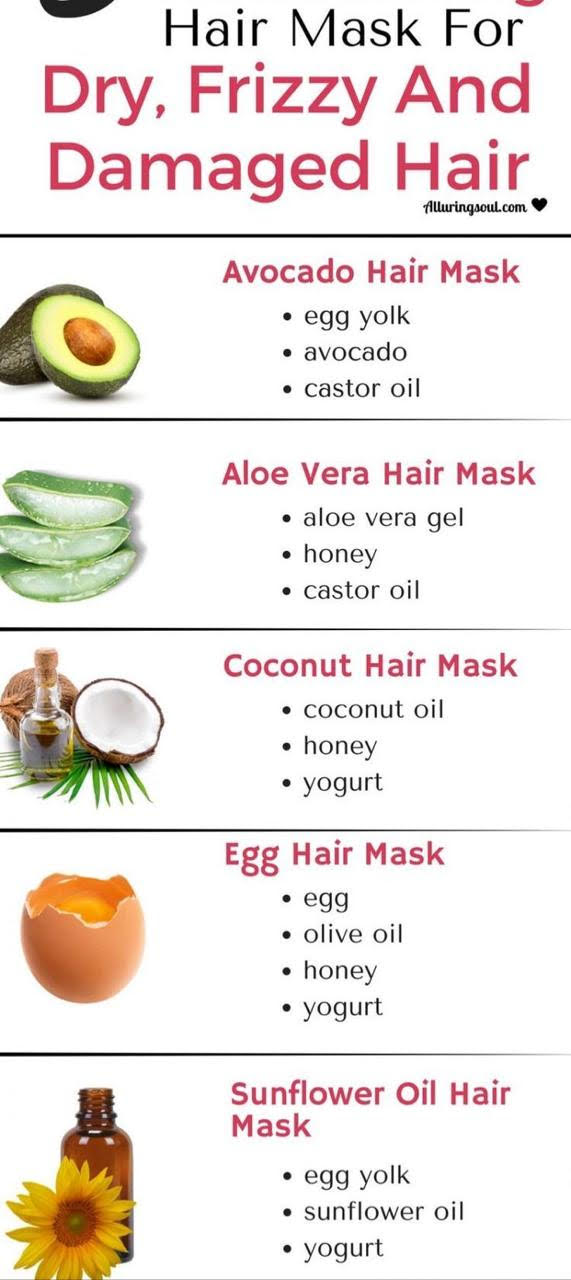 Hair Mask For
Dry, Frizzy And
Damaged Hair
Alluringsoul.com
Avocado Hair Mask
• egg yolk
• avocado
• castor oil
Aloe Vera Hair Mask
• aloe vera gel
• honey
• castor oil
Coconut Hair Mask
• coconut oil
• honey
• yogurt
Egg Hair Mask
• egg
• olive oil
• honey
• yogurt
Sunflower Oil Hair
Mask
• egg yolk
• sunflower oil
• yogurt